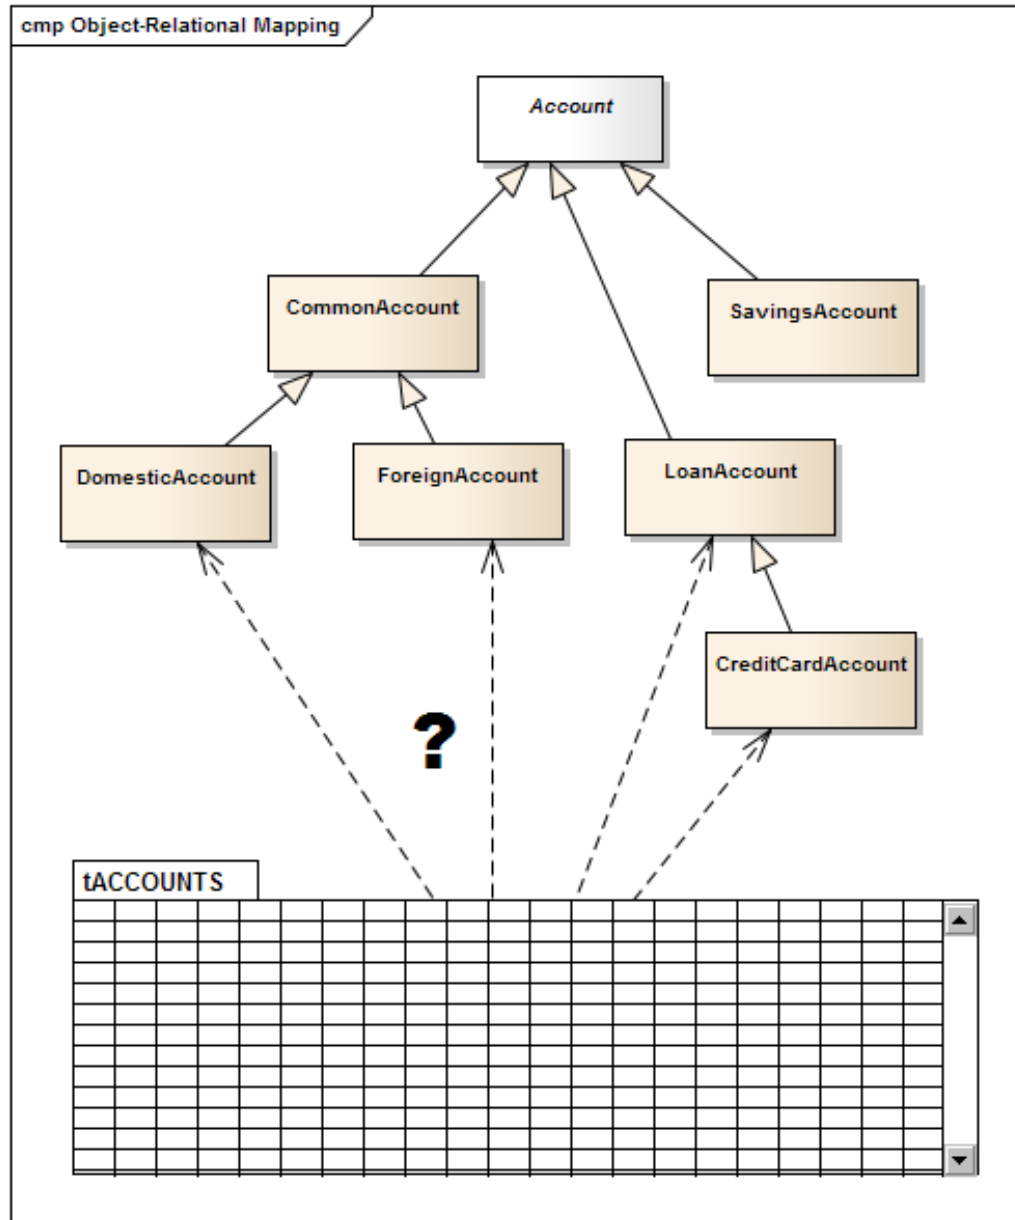 cmp Object-Relational Mapping
Account
CommonAccount
SavingsAccount
DomesticAccount
ForeignAccount
LoanAccount
CreditCardAccount
?
tACCOUNTS